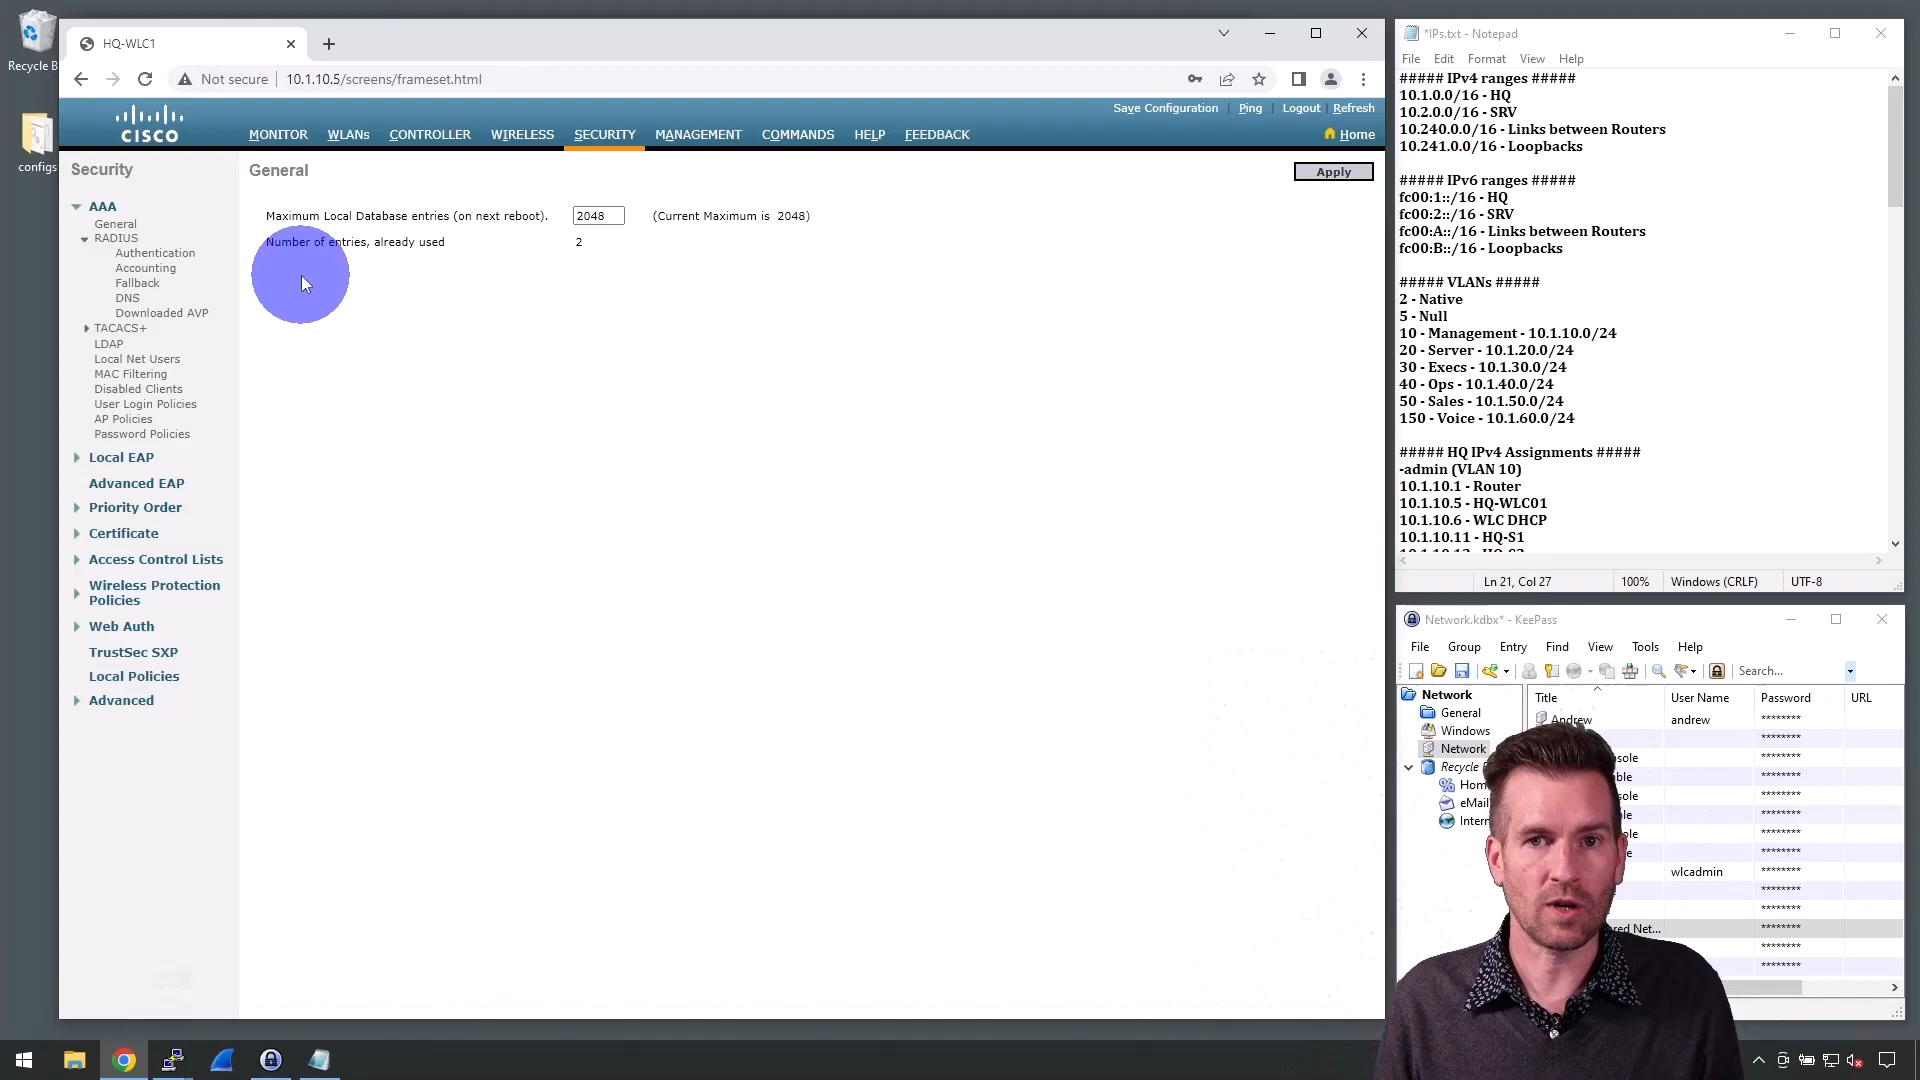 Recycle B
configs
HQ-WLC1
Not secure
10.1.10.5/screens/frameset.html
Save Configuration
Ping
Logout
Refresh
CISCO
MONITOR
WLANs
CONTROLLER
WIRELESS
SECURITY
MANAGEMENT
COMMANDS
HELP
FEEDBACK
Home
Security
AAA
General
RADIUS
Authentication
Accounting
Fallback
DNS
Downloaded AVP
TACACS+
LDAP
Local Net Users
MAC Filtering
Disabled Clients
User Login Policies
AP Policies
Password Policies
Local EAP
Advanced EAP
Priority Order
Certificate
Access Control Lists
Wireless Protection
Policies
Web Auth
TrustSec SXP
Local Policies
Advanced
General
Apply
Maximum Local Database entries (on next reboot). 2048 (Current Maximum is 2048)
Number of entries, already used 2
*IPs.txt - Notepad
File Edit Format View Help
##### IPv4 ranges #####
10.1.0.0/16 - HQ
10.2.0.0/16 - SRV
10.240.0.0/16 - Links between Routers
10.241.0.0/16 - Loopbacks
##### IPv6 ranges #####
fc00:1::/16 - HQ
fc00:2::/16 - SRV
fc00:A::/16 - Links between Routers
fc00:B::/16 - Loopbacks
##### VLANs #####
2 - Native
5 - Null
10 - Management - 10.1.10.0/24
20 - Server - 10.1.20.0/24
30 - Execs - 10.1.30.0/24
40 - Ops - 10.1.40.0/24
50 - Sales - 10.1.50.0/24
150 - Voice - 10.1.60.0/24
##### HQ IPv4 Assignments #####
-admin (VLAN 10)
10.1.10.1 - Router
10.1.10.5 - HQ-WLC01
10.1.10.6 - WLC DHCP
10.1.10.11 - HQ-S1
Ln 21, Col 27 100% Windows (CRLF) UTF-8
Network.kdbx* - KeePass
File Group Entry Find View Tools Help
Search...
Network
General
Windows
Network
Recycle
Hom
eMail
Intern
Title User Name Password URL
Andrew andrew ********
********
sole ********
ble ********
sole ********
le ********
ole ********
e ********
wlcadmin ********
********
********
red Net... ********
********
********